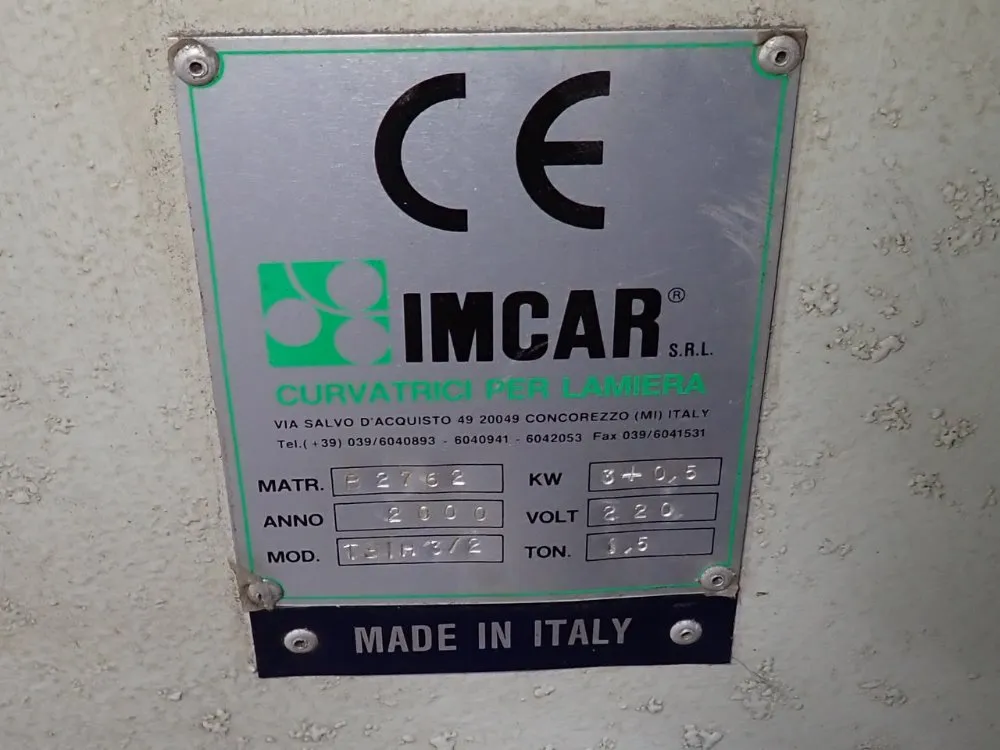 CE
IMCAR® S.R.L.
CURVATRICI PER LAMIERA
VIA SALVO D'ACQUISTO 49 20049 CONCOREZZO (MI) ITALY
Tel.(+39) 039/6040893 - 6040941 - 6042053 Fax 039/6041531
MATR. P2762 KW 3+0,5
ANNO 2000 VOLT 220
MOD. TON. 1,5
MADE IN ITALY